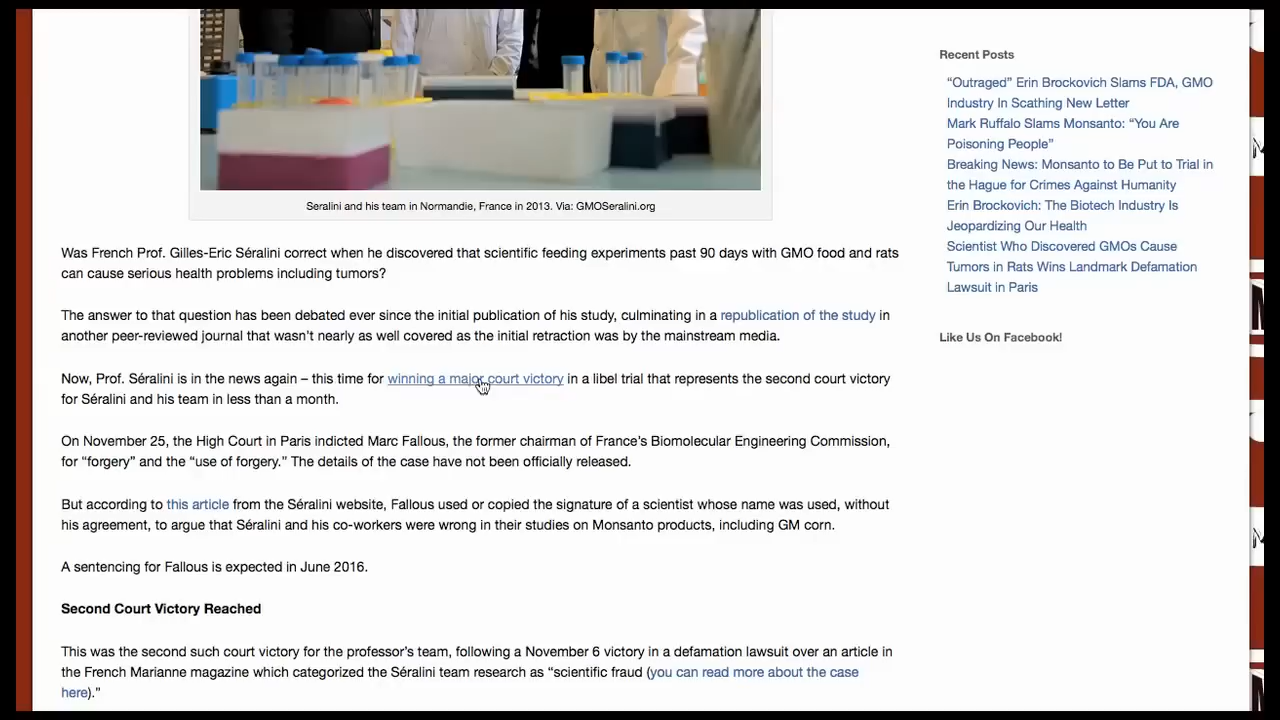 Seralini and his team in Normandie, France in 2013. Via: GMOSeralini.org
Was French Prof. Gilles-Eric Séralini correct when he discovered that scientific feeding experiments past 90 days with GMO food and rats
can cause serious health problems including tumors?
The answer to that question has been debated ever since the initial publication of his study, culminating in a republication of the study in
another peer-reviewed journal that wasn't nearly as well covered as the initial retraction was by the mainstream media.
Now, Prof. Séralini is in the news again – this time for winning a major court victory in a libel trial that represents the second court victory
for Séralini and his team in less than a month.
On November 25, the High Court in Paris indicted Marc Fallous, the former chairman of France's Biomolecular Engineering Commission,
for “forgery” and the “use of forgery.” The details of the case have not been officially released.
But according to this article from the Séralini website, Fallous used or copied the signature of a scientist whose name was used, without
his agreement, to argue that Séralini and his co-workers were wrong in their studies on Monsanto products, including GM corn.
A sentencing for Fallous is expected in June 2016.
Second Court Victory Reached
This was the second such court victory for the professor's team, following a November 6 victory in a defamation lawsuit over an article in
the French Marianne magazine which categorized the Séralini team research as “scientific fraud (you can read more about the case
here).”
Recent Posts
“Outraged” Erin Brockovich Slams FDA, GMO
Industry In Scathing New Letter
Mark Ruffalo Slams Monsanto: “You Are
Poisoning People”
Breaking News: Monsanto to Be Put to Trial in
the Hague for Crimes Against Humanity
Erin Brockovich: The Biotech Industry Is
Jeopardizing Our Health
Scientist Who Discovered GMOs Cause
Tumors in Rats Wins Landmark Defamation
Lawsuit in Paris
Like Us On Facebook!